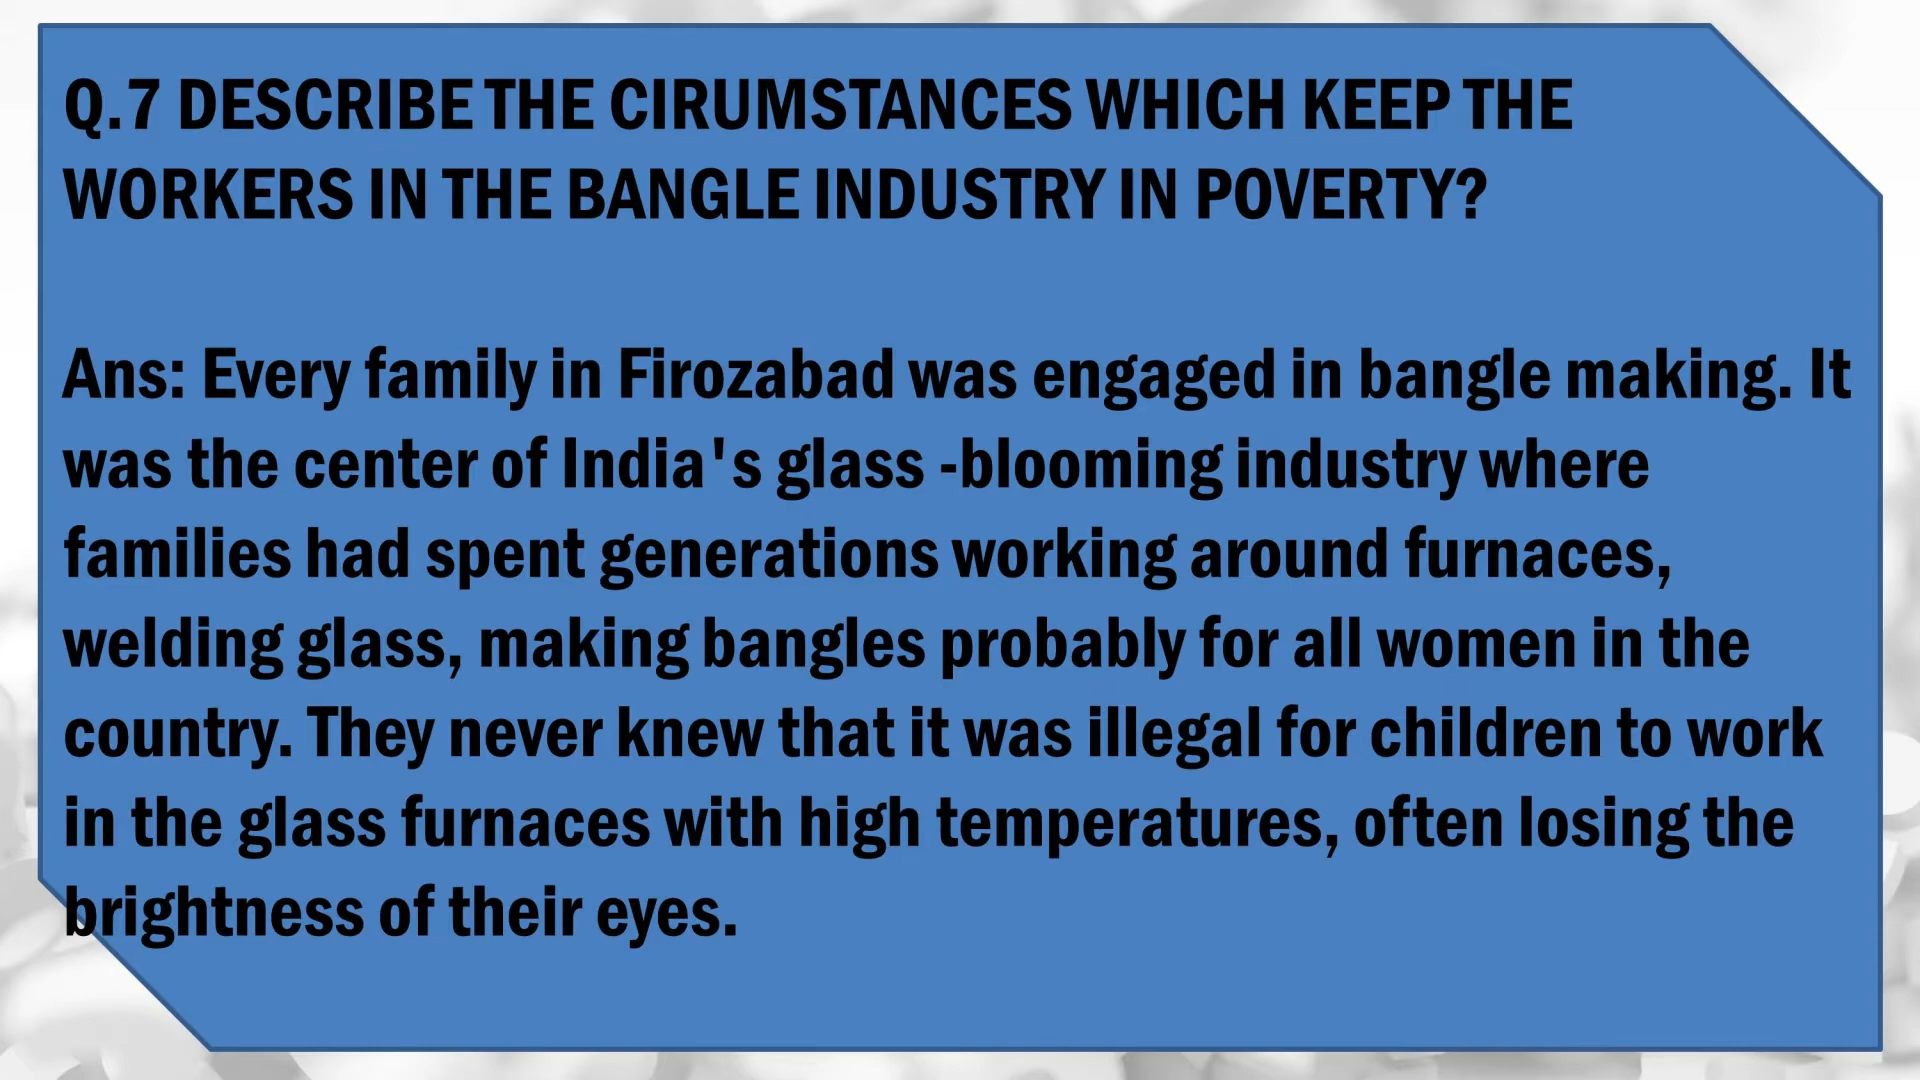 Q.7 DESCRIBE THE CIRUMSTANCES WHICH KEEP THE
WORKERS IN THE BANGLE INDUSTRY IN POVERTY?
Ans: Every family in Firozabad was engaged in bangle making. It
was the center of India's glass -blooming industry where
families had spent generations working around furnaces,
welding glass, making bangles probably for all women in the
country. They never knew that it was illegal for children to work
in the glass furnaces with high temperatures, often losing the
brightness of their eyes.